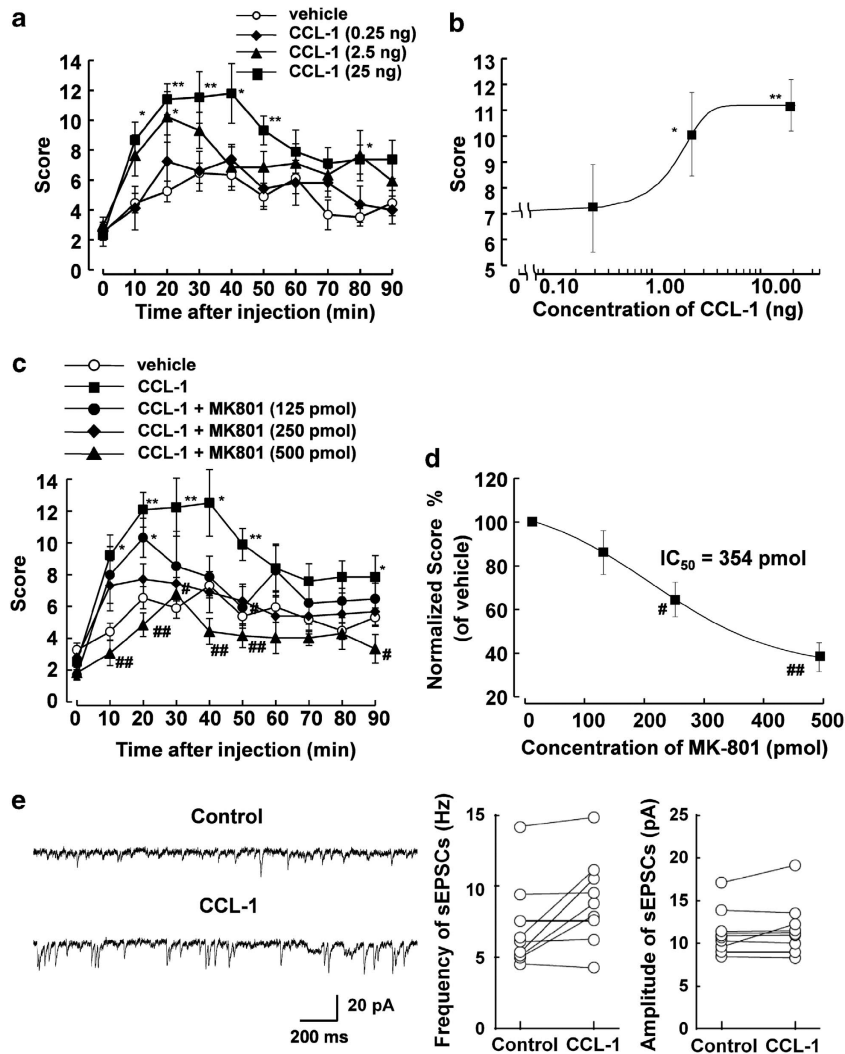 a
vehicle
CCL-1 (0.25 ng)
CCL-1 (2.5 ng)
CCL-1 (25 ng)
14
12
10
8
6
4
2
0
Score
* ** * ** * ** *
0 10 20 30 40 50 60 70 80 90
Time after injection (min)
b
13
12
11
10
9
8
7
6
5
Score
* **
0 0.10 1.00 10.00
Concentration of CCL-1 (ng)
c
vehicle
CCL-1
CCL-1 + MK801 (125 pmol)
CCL-1 + MK801 (250 pmol)
CCL-1 + MK801 (500 pmol)
14
12
10
8
6
4
2
0
Score
* ** * ** * ** *
## ## # ## # ## #
0 10 20 30 40 50 60 70 80 90
Time after injection (min)
d
120
100
80
60
40
20
Normalized Score %
(of vehicle)
IC50 = 354 pmol
#
##
0 100 200 300 400 500
Concentration of MK-801 (pmol)
e
Control
CCL-1
20 pA
200 ms
Frequency of sEPSCs (Hz)
15
10
5
0
Control CCL-1
Amplitude of sEPSCs (pA)
25
20
15
10
5
0
Control CCL-1